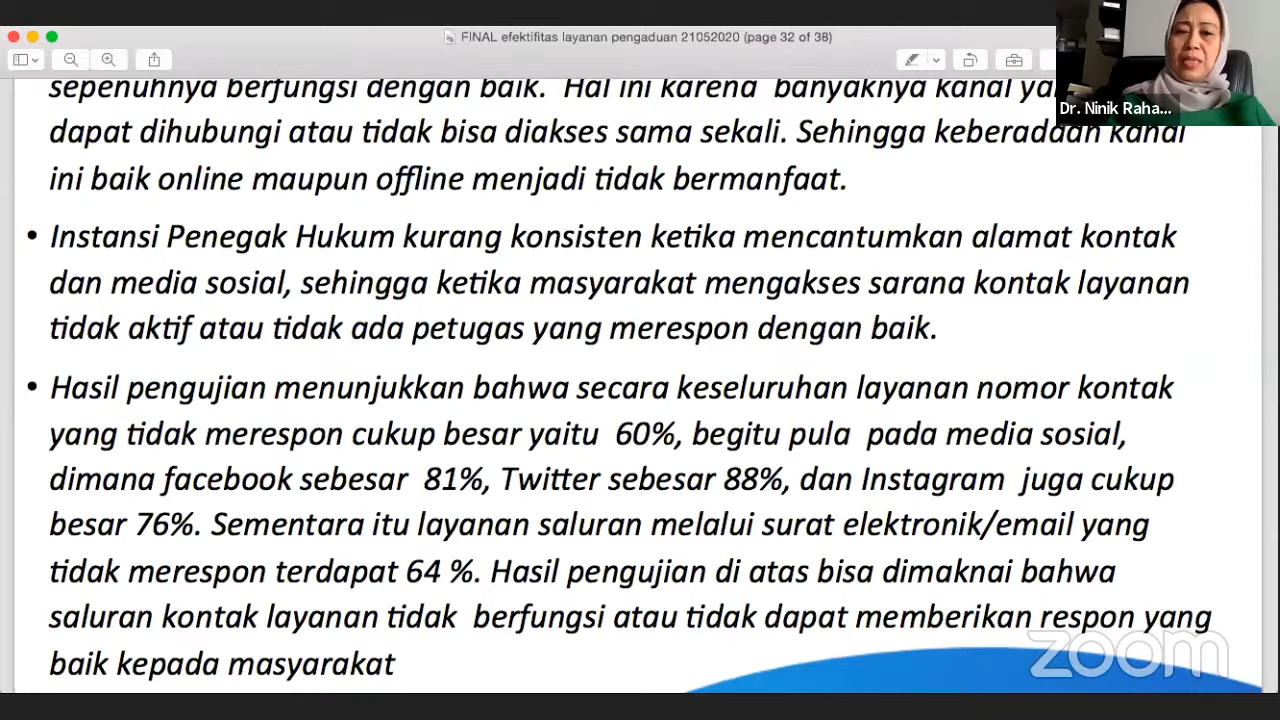 FINAL efektifitas layanan pengaduan 21052020 (page 32 of 38)
Dr. Ninik Raha...
sepenuhnya berfungsi dengan baik. Hal ini karena banyaknya kanal
dapat dihubungi atau tidak bisa diakses sama sekali. Sehingga keberadaan kanal
ini baik online maupun offline menjadi tidak bermanfaat.
• Instansi Penegak Hukum kurang konsisten ketika mencantumkan alamat kontak
dan media sosial, sehingga ketika masyarakat mengakses sarana kontak layanan
tidak aktif atau tidak ada petugas yang merespon dengan baik.
• Hasil pengujian menunjukkan bahwa secara keseluruhan layanan nomor kontak
yang tidak merespon cukup besar yaitu 60%, begitu pula pada media sosial,
dimana facebook sebesar 81%, Twitter sebesar 88%, dan Instagram juga cukup
besar 76%. Sementara itu layanan saluran melalui surat elektronik/email yang
tidak merespon terdapat 64 %. Hasil pengujian di atas bisa dimaknai bahwa
saluran kontak layanan tidak berfungsi atau tidak dapat memberikan respon yang
baik kepada masyarakat
zoom